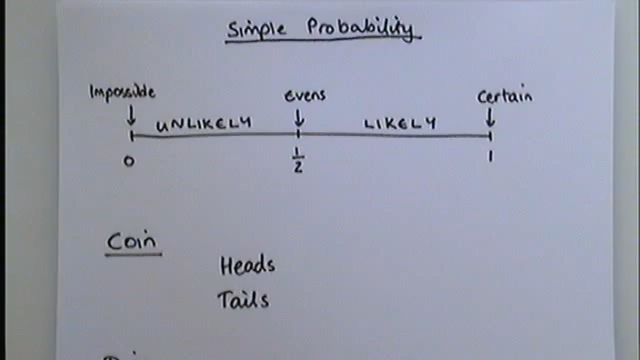 Simple Probability
Impossible evens certain
UNLIKELY LIKELY
0 1/2 1
Coin
Heads
Tails